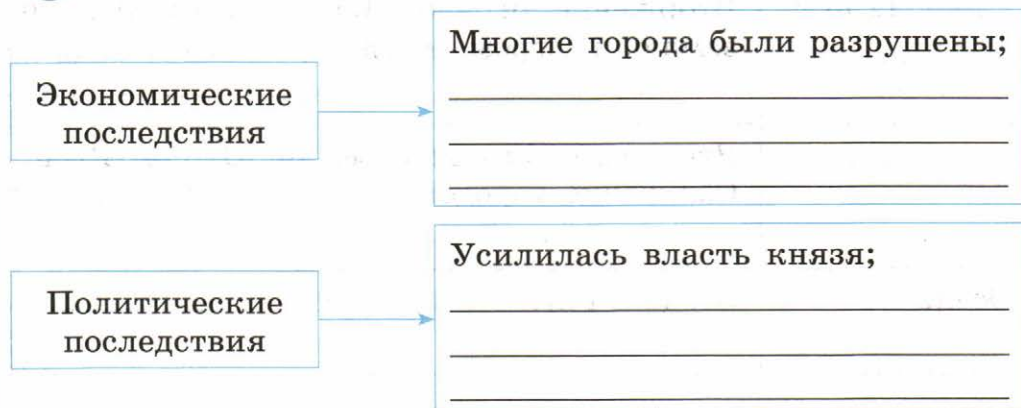 Экономические
последствия
Многие города были разрушены;
Политические
последствия
Усилилась власть князя;